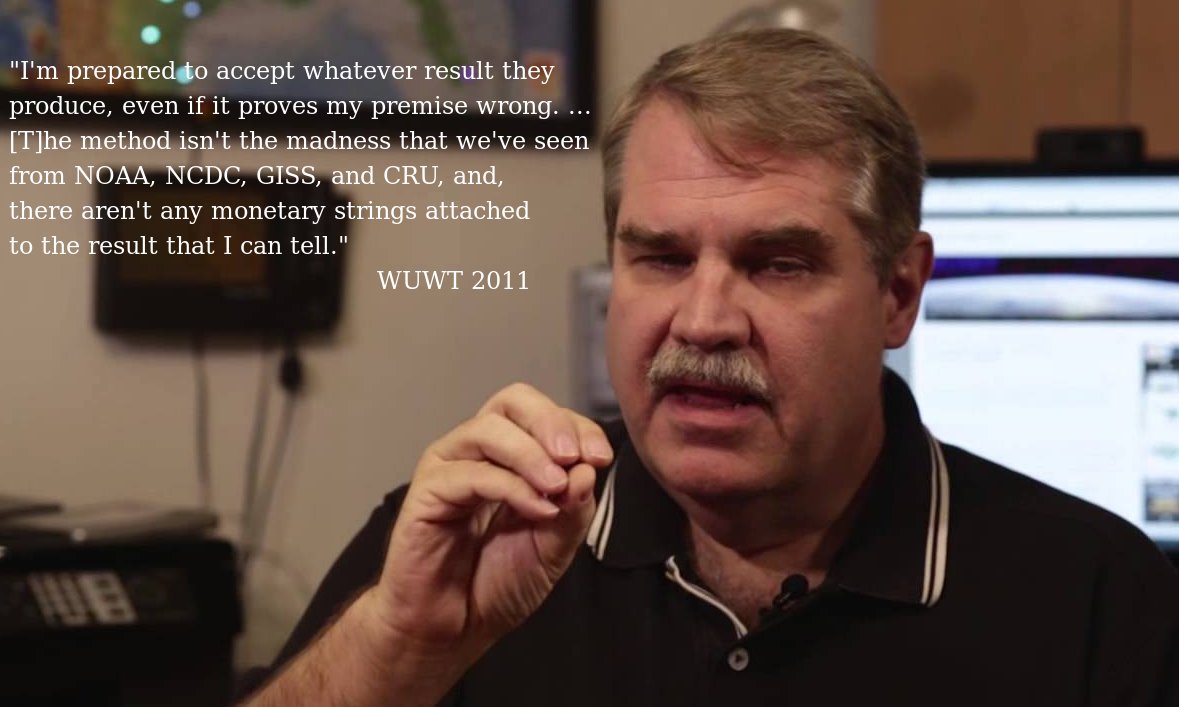 "I'm prepared to accept whatever result they
produce, even if it proves my premise wrong. ...
[T]he method isn't the madness that we've seen
from NOAA, NCDC, GISS, and CRU, and,
there aren't any monetary strings attached
to the result that I can tell."
WUWT 2011